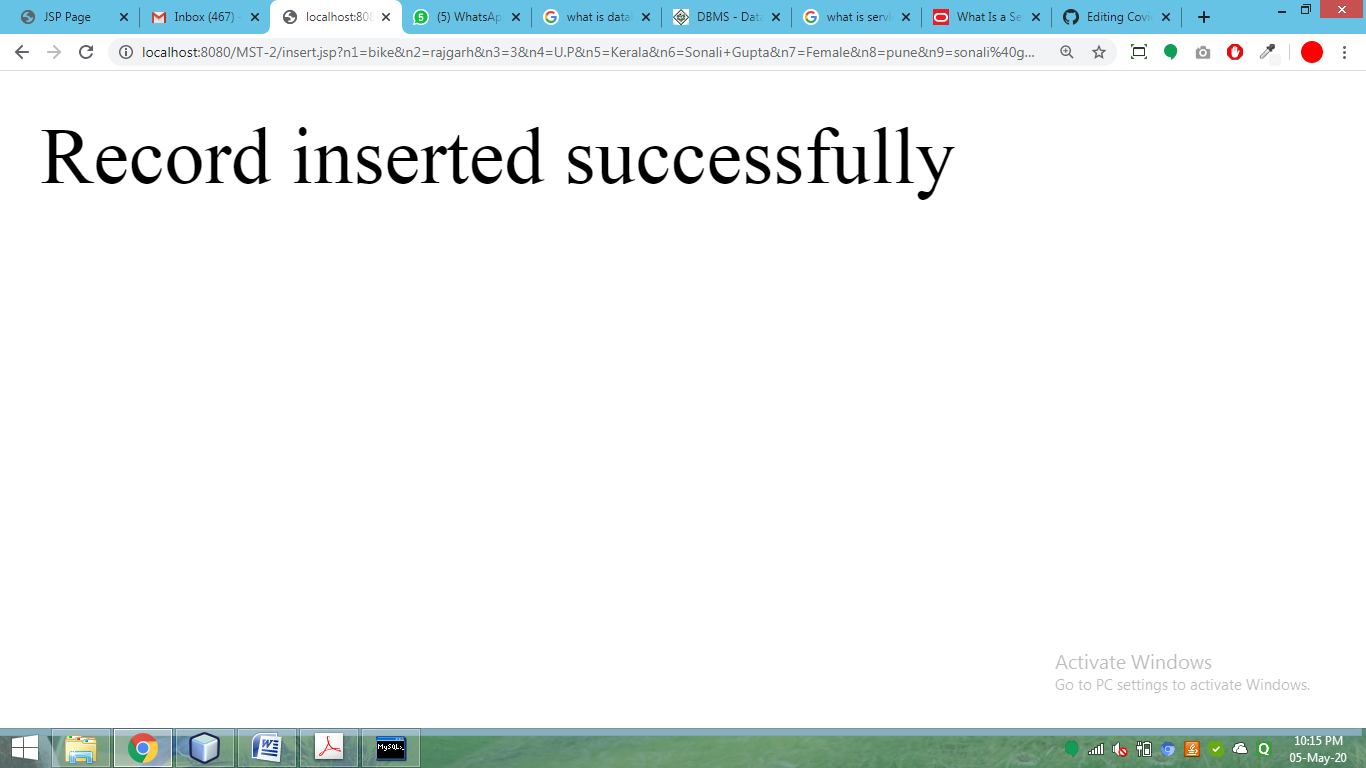 JSP Page
Inbox (467)
localhost:808
(5) WhatsAp
what is data
DBMS - Data
what is servl
What Is a Se
Editing Covi
localhost:8080/MST-2/insert.jsp?n1=bike&n2=rajgarh&n3=3&n4=U.P&n5=Kerala&n6=Sonali+Gupta&n7=Female&n8=pune&n9=sonali%40g...
Record inserted successfully
Activate Windows
Go to PC settings to activate Windows.
10:15 PM
05-May-20